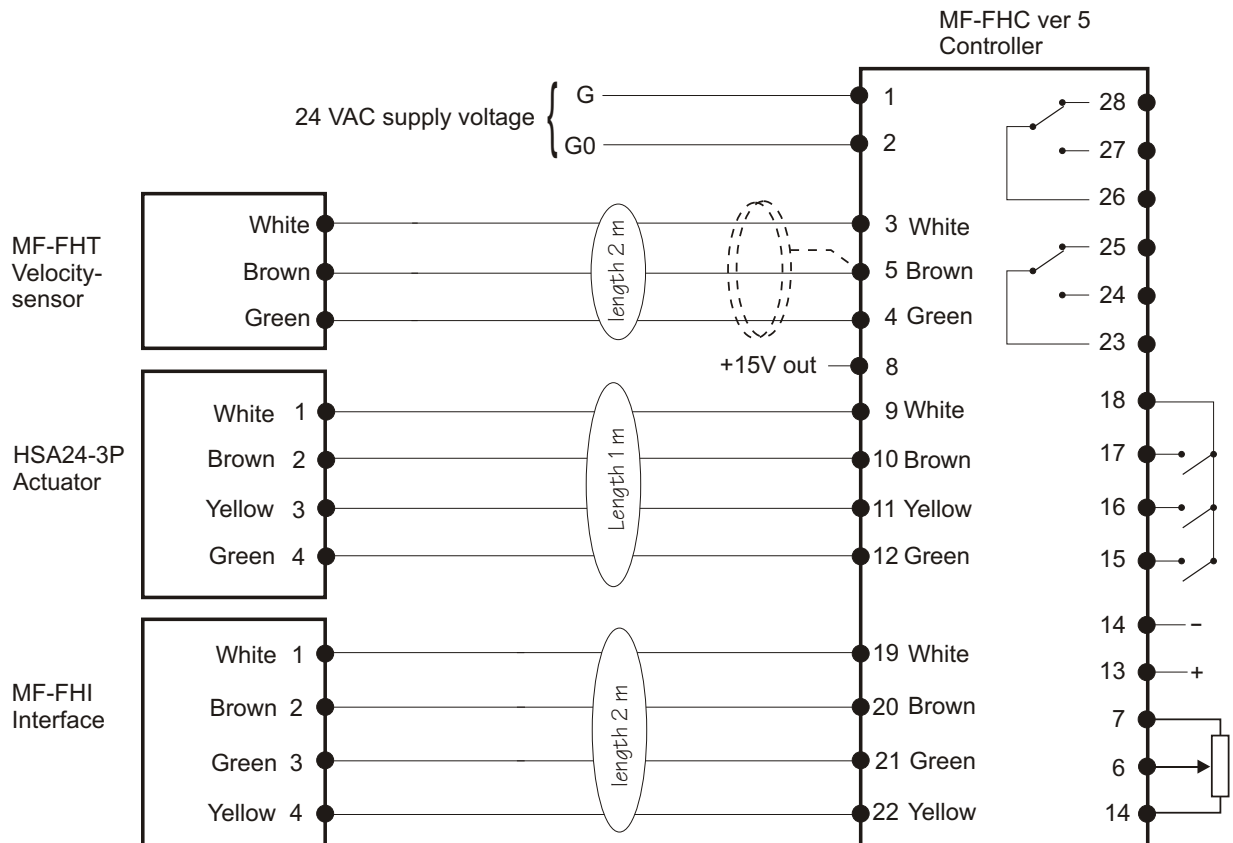 MF-FHC ver 5
Controller
24 VAC supply voltage
G
G0
1
2
28
27
26
25
24
23
MF-FHT
Velocity-
sensor
White
Brown
Green
length 2 m
3 White
5 Brown
4 Green
+15V out
8
HSA24-3P
Actuator
White 1
Brown 2
Yellow 3
Green 4
Length 1 m
9 White
10 Brown
11 Yellow
12 Green
18
17
16
15
14 –
13 +
MF-FHI
Interface
White 1
Brown 2
Green 3
Yellow 4
length 2 m
19 White
20 Brown
21 Green
22 Yellow
7
6
14